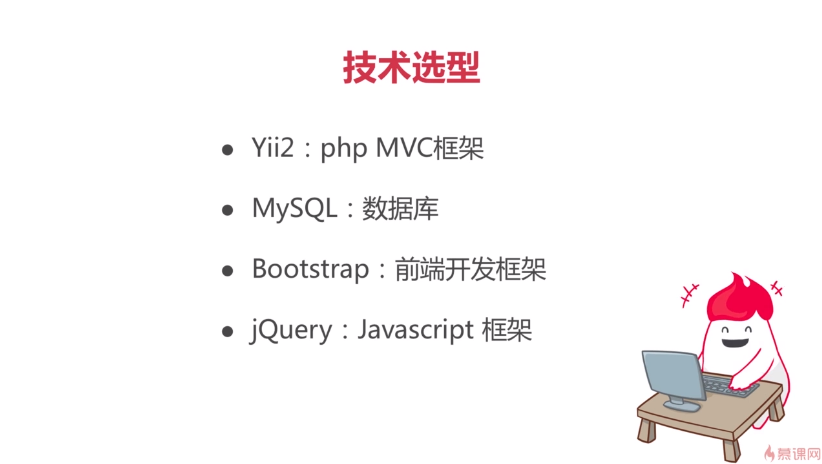 技术选型
● Yii2：php MVC框架
● MySQL：数据库
● Bootstrap：前端开发框架
● jQuery：Javascript 框架
慕课网